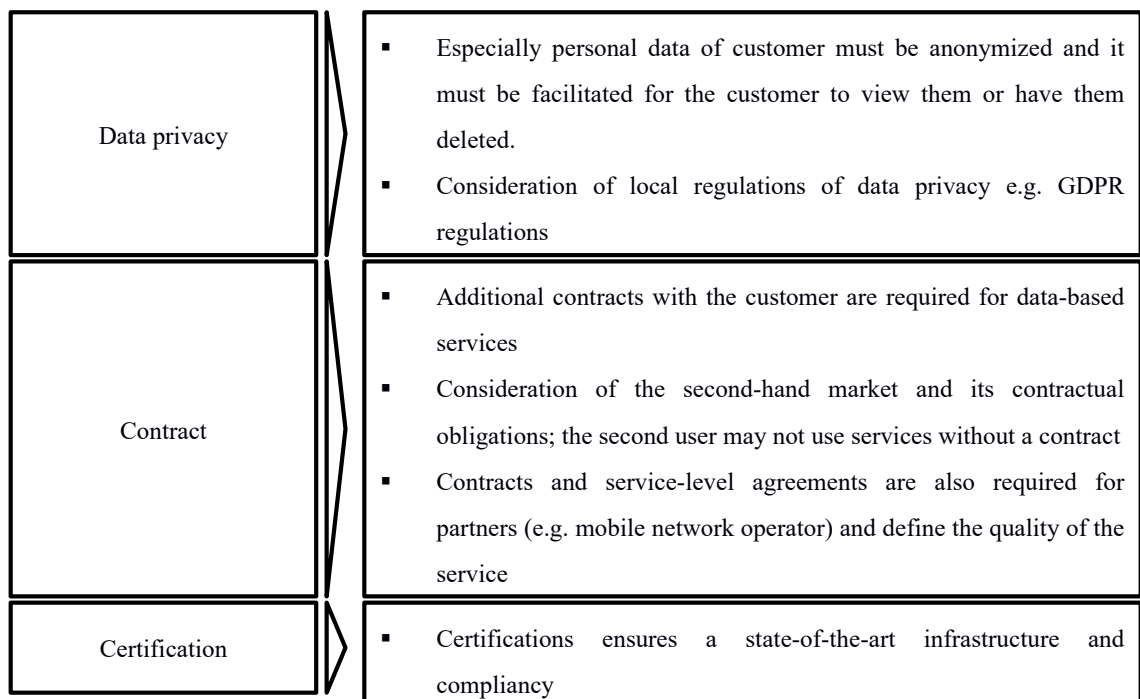 Data privacy
▪ Especially personal data of customer must be anonymized and it
must be facilitated for the customer to view them or have them
deleted.
▪ Consideration of local regulations of data privacy e.g. GDPR
regulations
Contract
▪ Additional contracts with the customer are required for data-based
services
▪ Consideration of the second-hand market and its contractual
obligations; the second user may not use services without a contract
▪ Contracts and service-level agreements are also required for
partners (e.g. mobile network operator) and define the quality of the
service
Certification
▪ Certifications ensures a state-of-the-art infrastructure and
compliancy